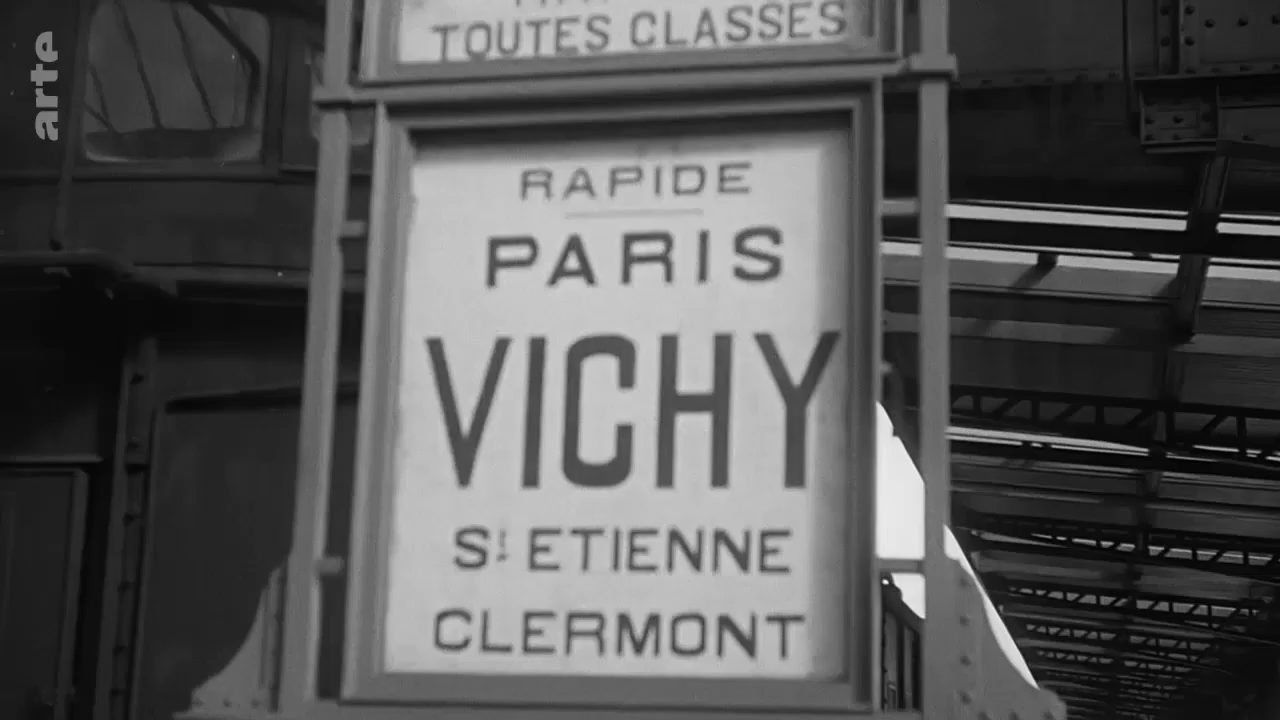 arte
TOUTES CLASSES
RAPIDE
PARIS
VICHY
St ETIENNE
CLERMONT